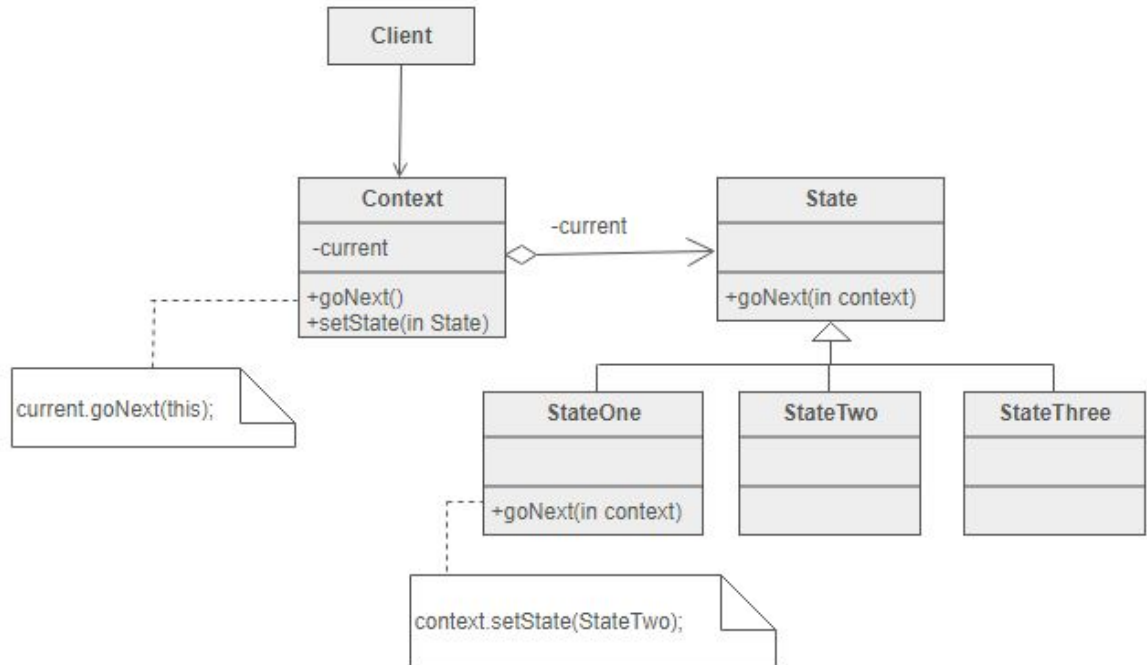 Client
Context
-current
+goNext()
+setState(in State)
-current
State
+goNext(in context)
current.goNext(this);
StateOne
+goNext(in context)
StateTwo
StateThree
context.setState(StateTwo);